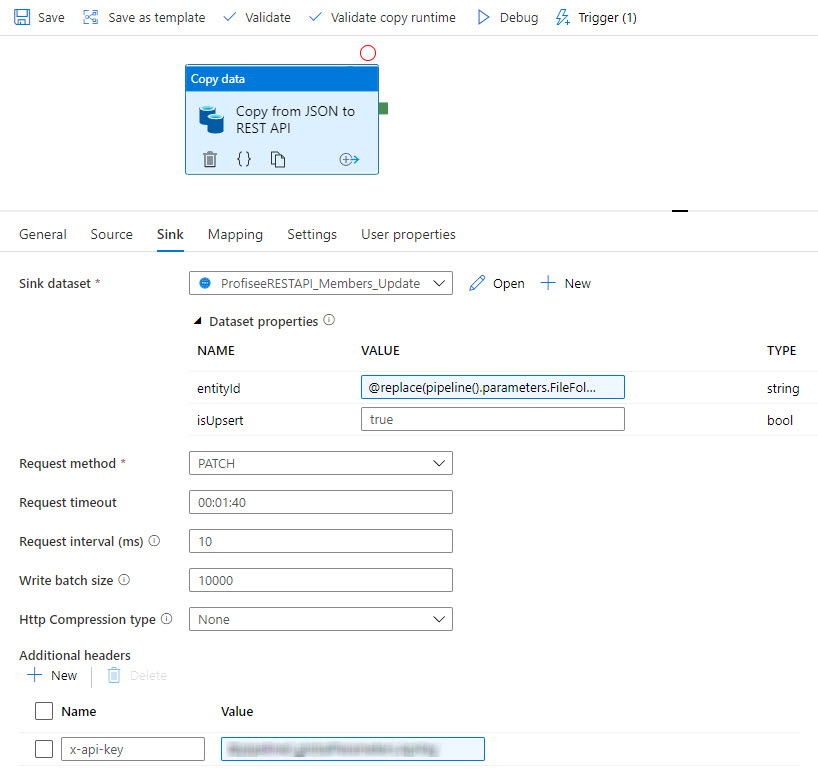 Save Save as template Validate Validate copy runtime Debug Trigger (1)
Copy data
Copy from JSON to
REST API
{}
General Source Sink Mapping Settings User properties
Sink dataset * ProfiseeRESTAPI_Members_Update Open New
Dataset properties
NAME VALUE TYPE
entityId @replace(pipeline().parameters.FileFol... string
isUpsert true bool
Request method * PATCH
Request timeout 00:01:40
Request interval (ms) 10
Write batch size 10000
Http Compression type None
Additional headers
New Delete
Name Value
x-api-key